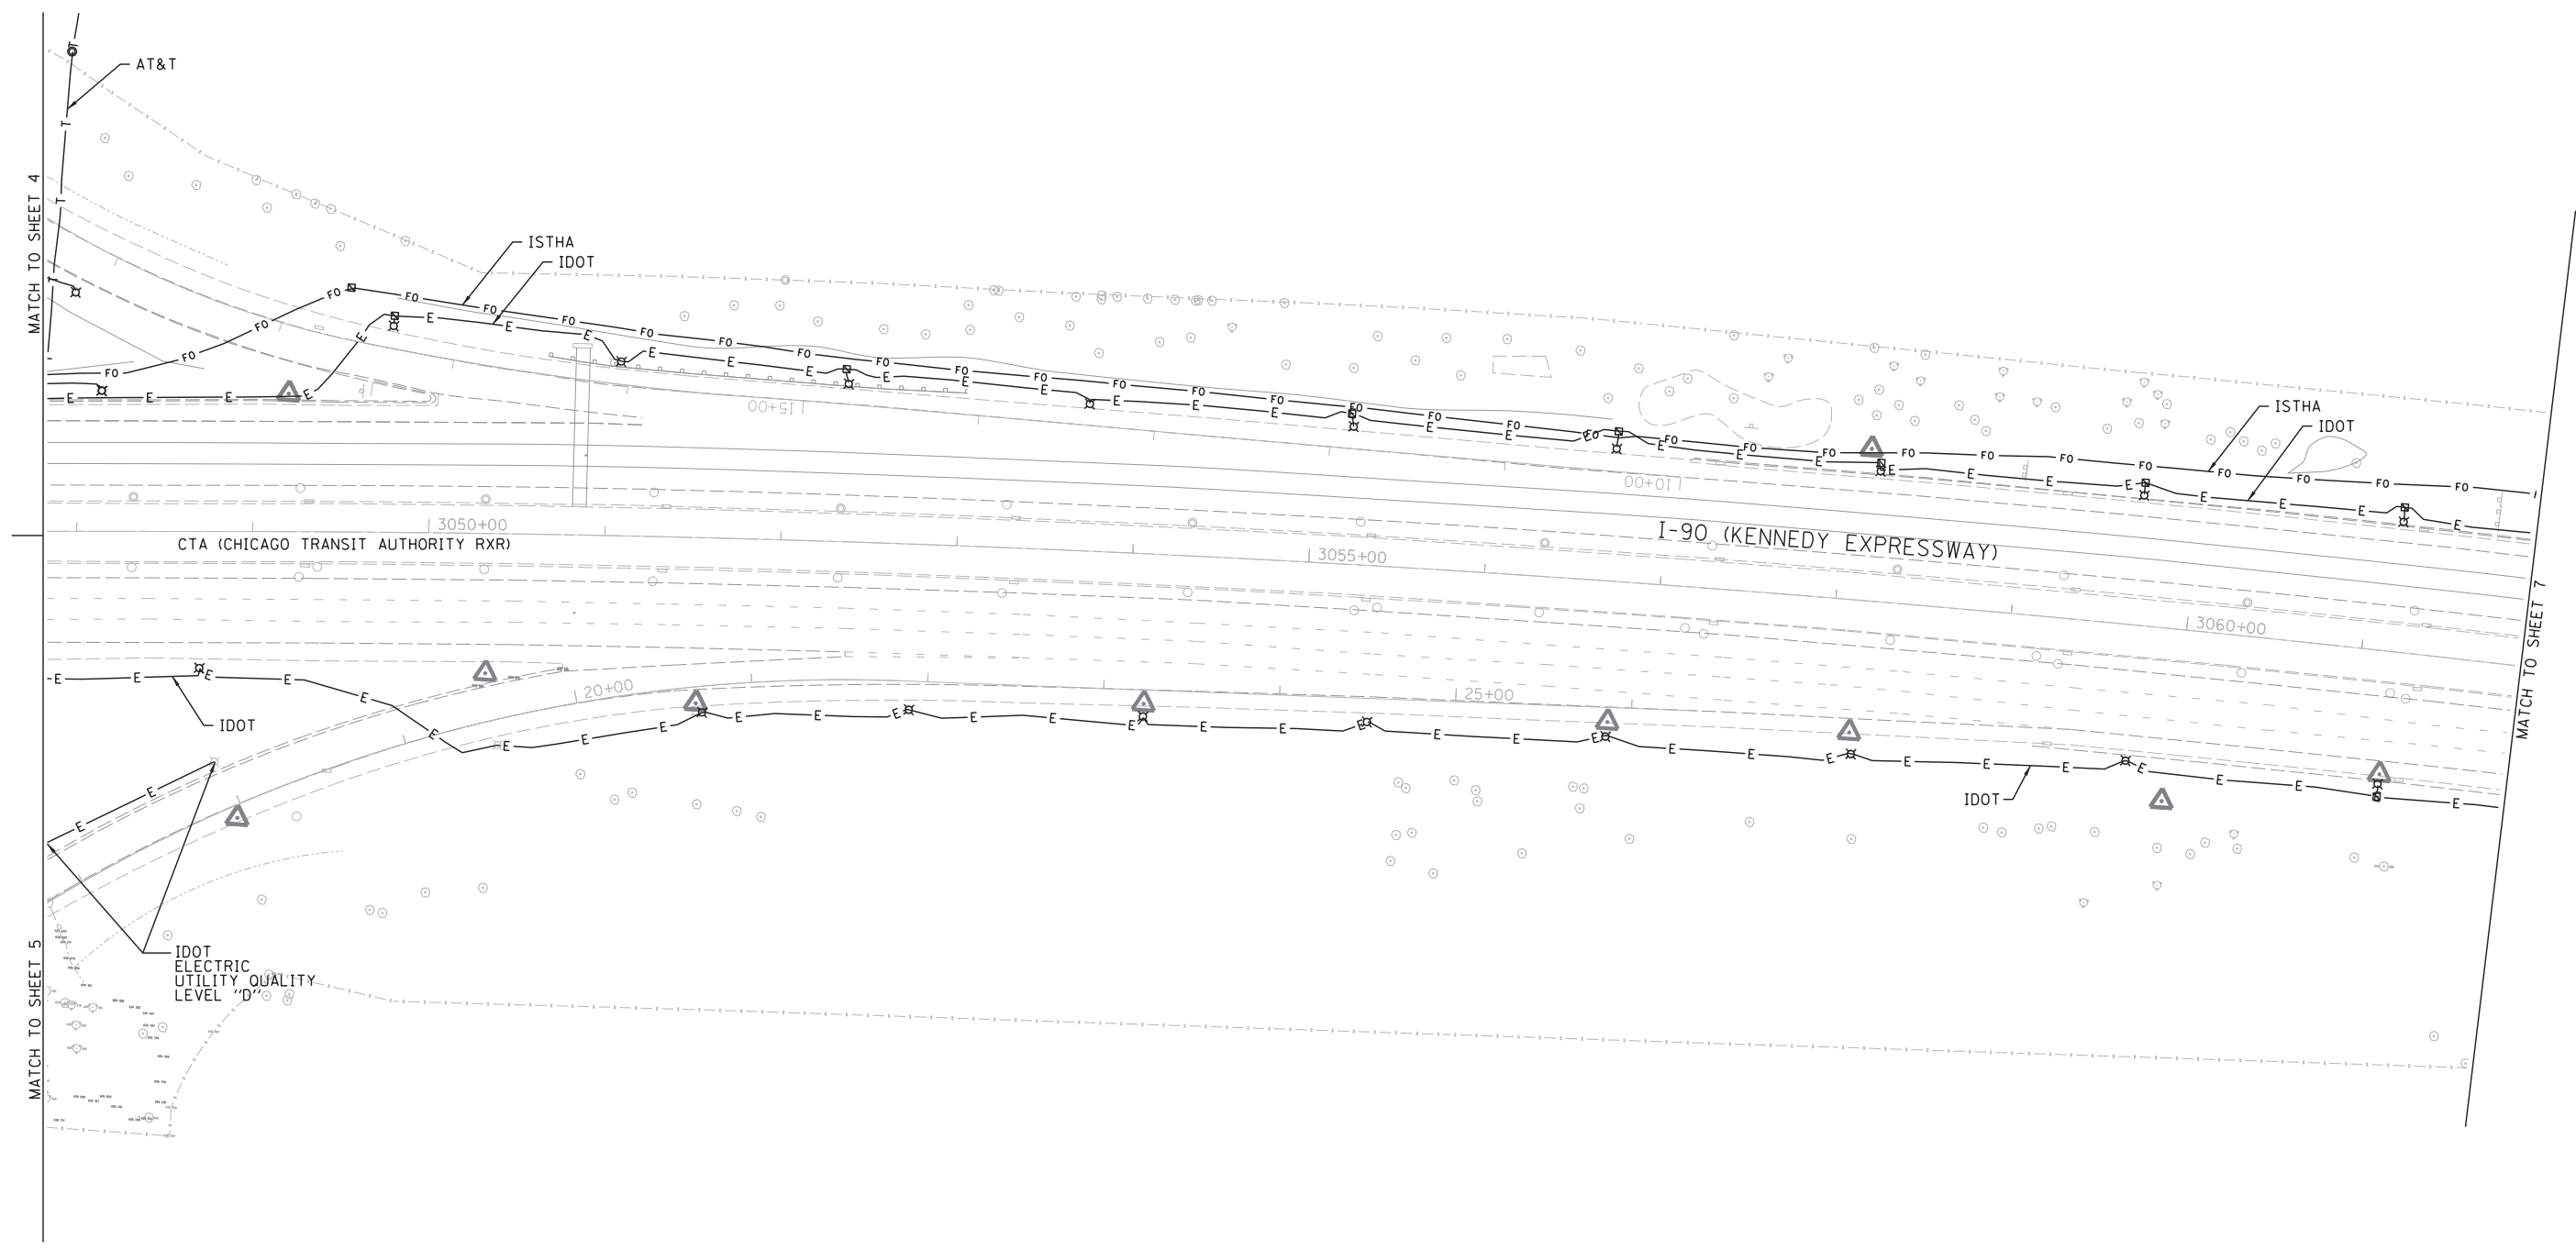 AT&T
MATCH TO SHEET 4
ISTHA
IDOT
15+00
ISTHA
IDOT
10+00
3050+00
CTA (CHICAGO TRANSIT AUTHORITY RXR)
I-90 (KENNEDY EXPRESSWAY)
3055+00
3060+00
MATCH TO SHEET 7
20+00
25+00
IDOT
IDOT
IDOT
ELECTRIC
UTILITY QUALITY
LEVEL "D"
MATCH TO SHEET 5